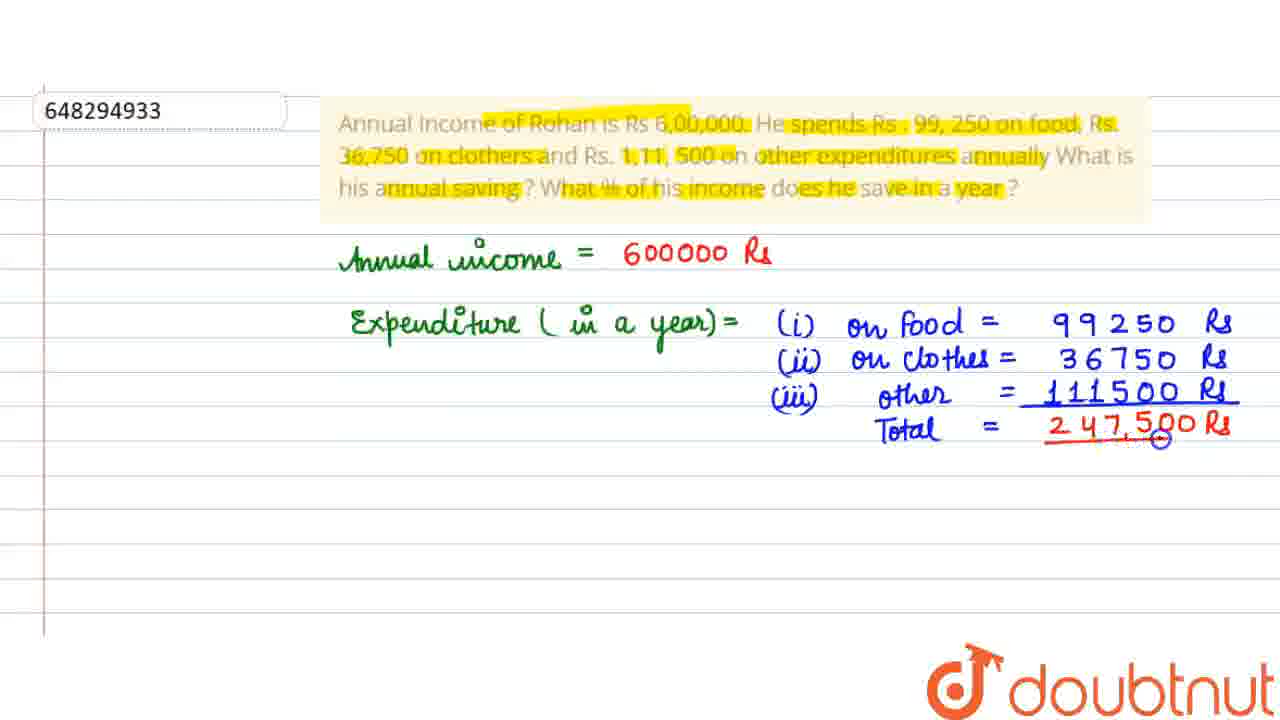 648294933
Annual Income of Rohan is Rs 6,00,000. He spends Rs . 99, 250 on food, Rs.
36,750 on clothers and Rs. 1,11, 500 on other expenditures annually What is
his annual saving ? What % of his income does he save in a year ?
Annual income = 600000 Rs
Expenditure ( in a year) = (i) on food = 99250 Rs
(ii) on clothes = 36750 Rs
(iii) other = 111500 Rs
Total = 247,500 Rs
doubtnut